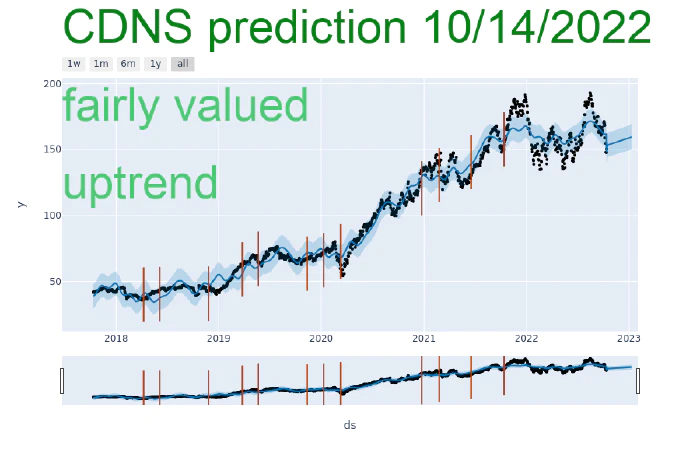 CDNS prediction 10/14/2022
1w 1m 6m 1y all
200
fairly valued
150
uptrend
y
100
50
2018 2019 2020 2021 2022 2023
ds